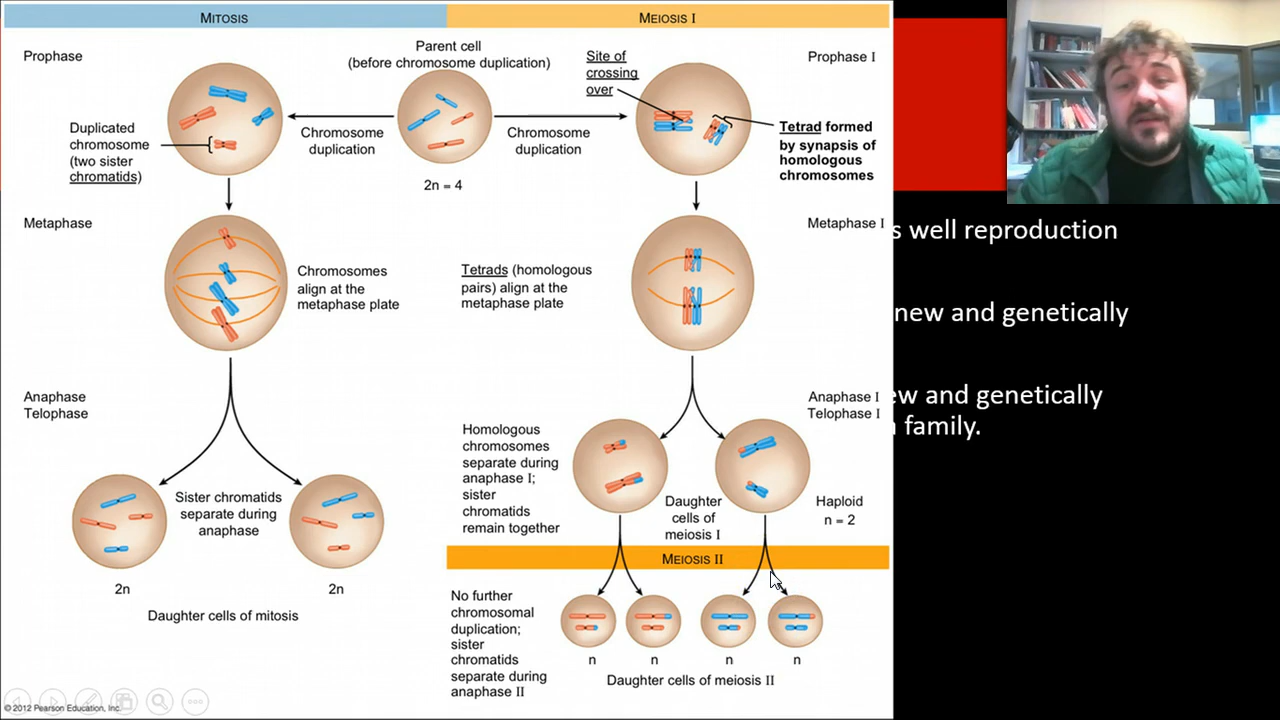 MITOSIS
MEIOSIS I
Prophase
Parent cell
(before chromosome duplication)
Site of
crossing
over
Prophase I
Duplicated
chromosome
(two sister
chromatids)
Chromosome
duplication
Chromosome
duplication
Tetrad formed
by synapsis of
homologous
chromosomes
2n = 4
Metaphase
Metaphase I
s well reproduction
Chromosomes
align at the
metaphase plate
Tetrads (homologous
pairs) align at the
metaphase plate
new and genetically
Anaphase
Telophase
Anaphase I
Telophase I
ew and genetically
family.
Homologous
chromosomes
separate during
anaphase I;
sister
chromatids
remain together
Sister chromatids
separate during
anaphase
Daughter
cells of
meiosis I
Haploid
n = 2
MEIOSIS II
2n
2n
Daughter cells of mitosis
No further
chromosomal
duplication;
sister
chromatids
separate during
anaphase II
n
n
n
n
Daughter cells of meiosis II
© 2012 Pearson Education, Inc.